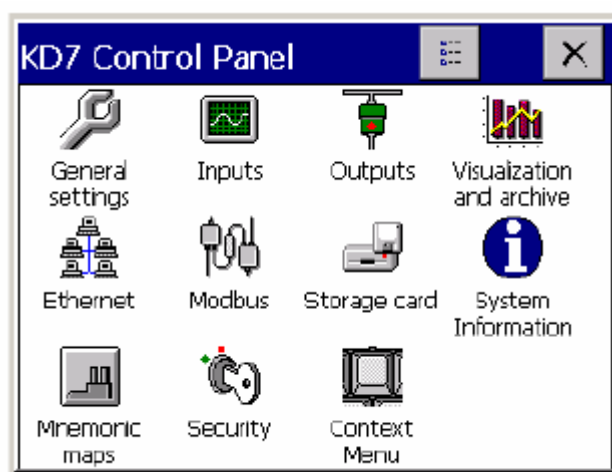 KD7 Control Panel
General
settings
Inputs
Outputs
Visualization
and archive
Ethernet
Modbus
Storage card
System
Information
Mnemonic
maps
Security
Context
Menu